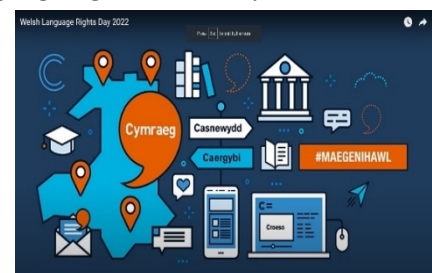 Welsh Language Rights Day 2022
Cymraeg
Casnewydd
Caergybi
#MAEGENIHAWL
Croeso